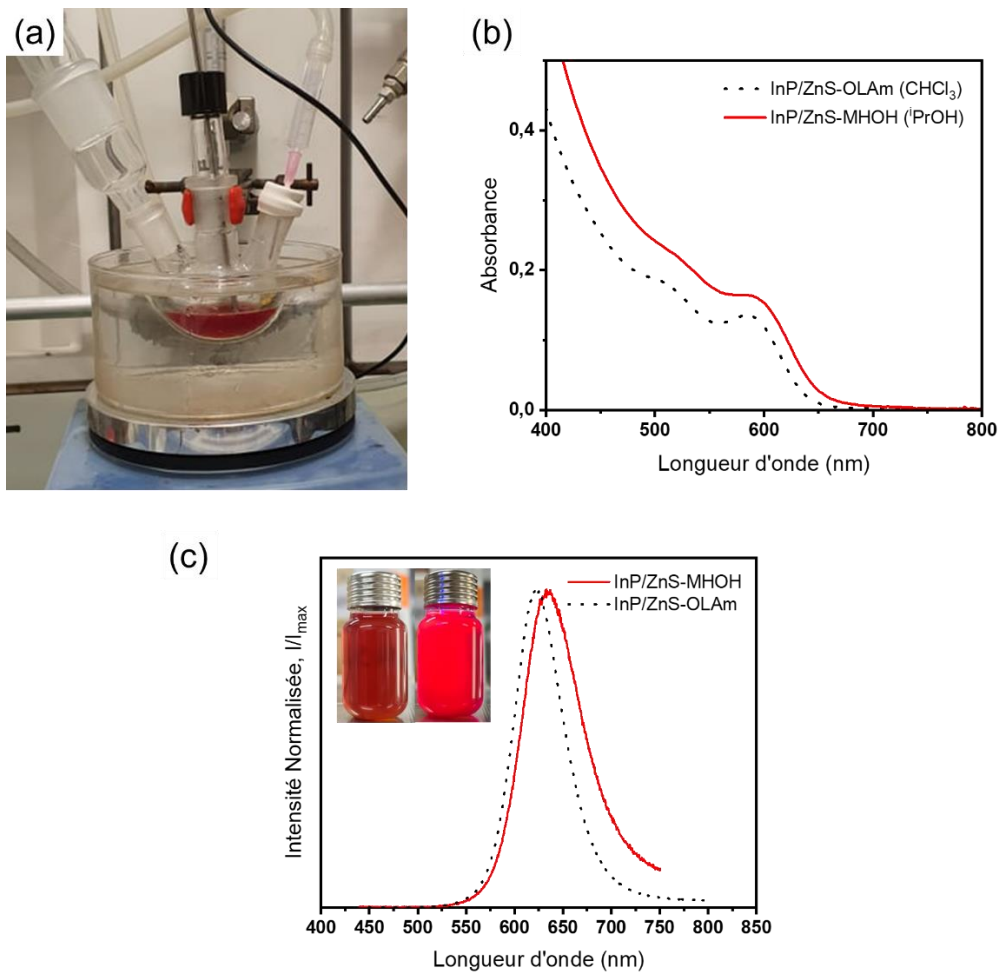 (a)
(b)
InP/ZnS-OLAm (CHCl₃)
InP/ZnS-MHOH (ⁱPrOH)
0,4
0,2
0,0
Absorbance
400 500 600 700 800
Longueur d'onde (nm)
(c)
InP/ZnS-MHOH
InP/ZnS-OLAm
Intensité Normalisée, I/Iₘₐₓ
400 450 500 550 600 650 700 750 800 850
Longueur d'onde (nm)